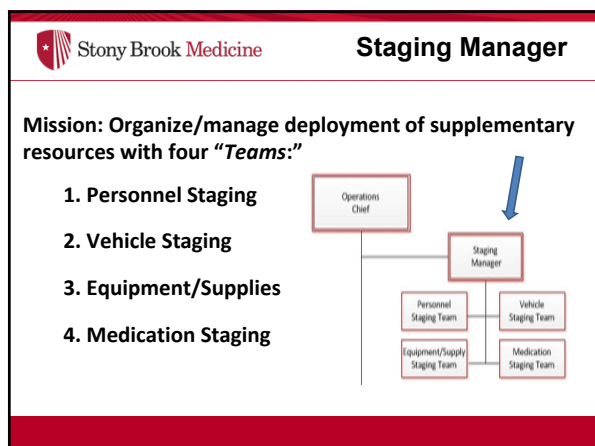 Stony Brook Medicine
Staging Manager
Mission: Organize/manage deployment of supplementary
resources with four “Teams:”
1. Personnel Staging
2. Vehicle Staging
3. Equipment/Supplies
4. Medication Staging
Operations
Chief
Staging
Manager
Personnel
Staging Team
Vehicle
Staging Team
Equipment/Supply
Staging Team
Medication
Staging Team